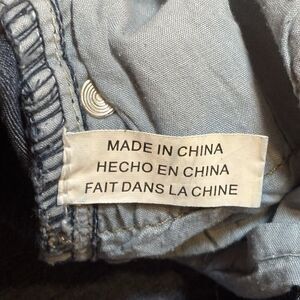 MADE IN CHINA
HECHO EN CHINA
FAIT DANS LA CHINE